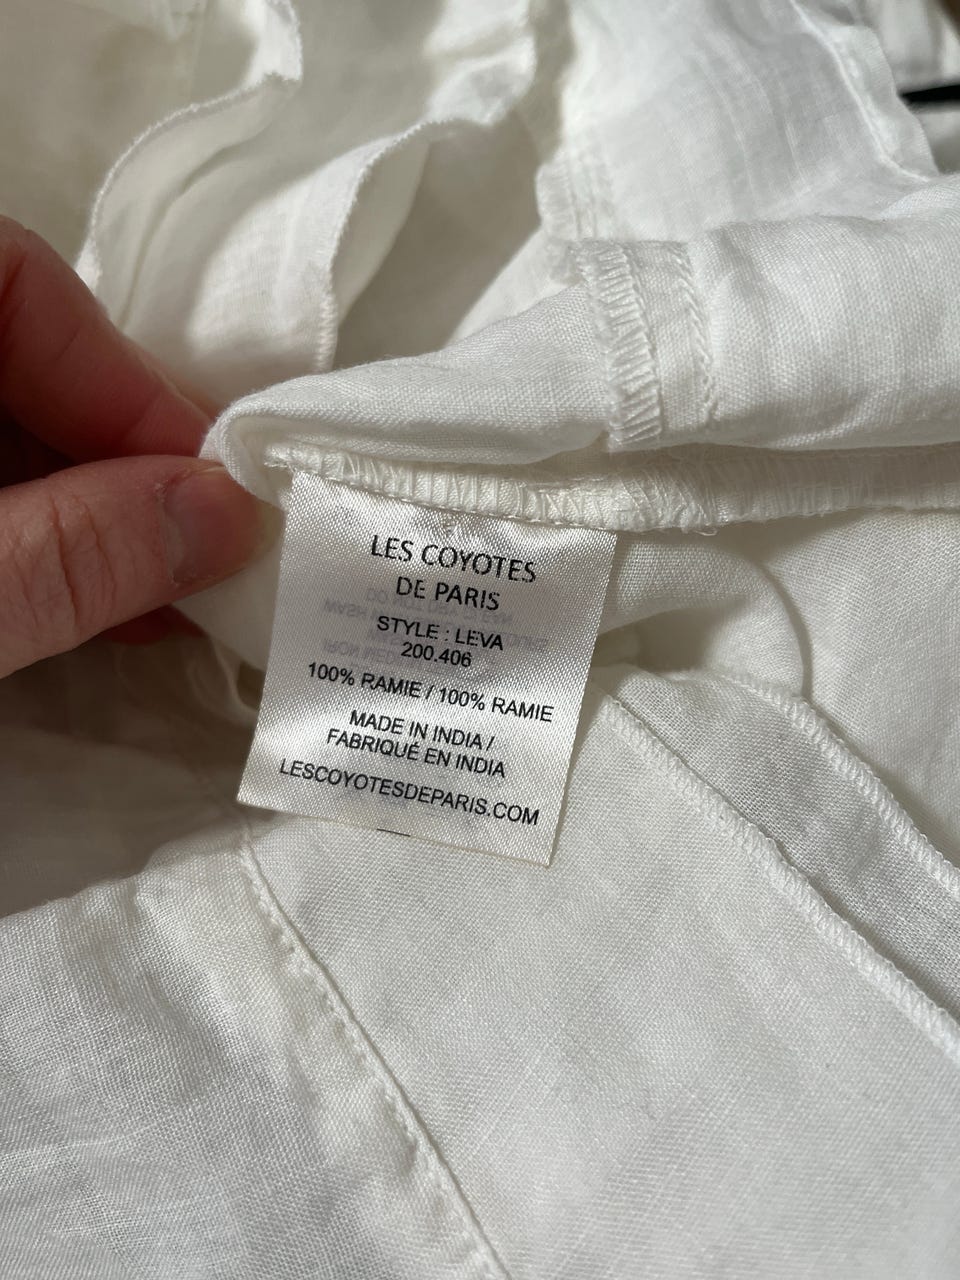 LES COYOTES
DE PARIS
STYLE : LEVA
200.406
100% RAMIE / 100% RAMIE
MADE IN INDIA /
FABRIQUÉ EN INDIA
LESCOYOTESDEPARIS.COM